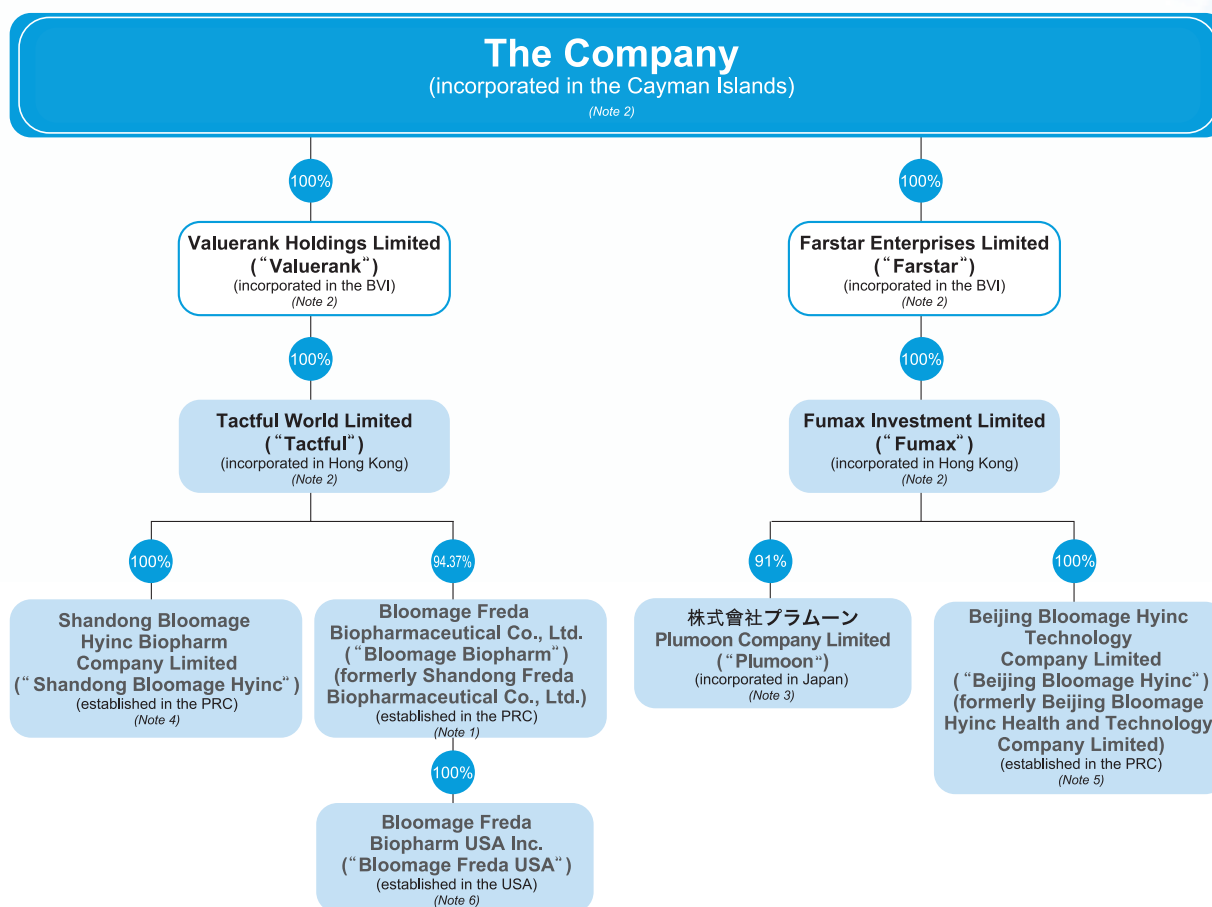 The Company
(incorporated in the Cayman Islands)
(Note 2)
100%
100%
Valuerank Holdings Limited
(“Valuerank”)
(incorporated in the BVI)
(Note 2)
Farstar Enterprises Limited
(“Farstar”)
(incorporated in the BVI)
(Note 2)
100%
100%
Tactful World Limited
(“Tactful”)
(incorporated in Hong Kong)
(Note 2)
Fumax Investment Limited
(“Fumax”)
(incorporated in Hong Kong)
(Note 2)
100%
94.37%
91%
100%
Shandong Bloomage
Hyinc Biopharm
Company Limited
(“Shandong Bloomage Hyinc”)
(established in the PRC)
(Note 4)
Bloomage Freda
Biopharmaceutical Co., Ltd.
(“Bloomage Biopharm”)
(formerly Shandong Freda
Biopharmaceutical Co., Ltd.)
(established in the PRC)
(Note 1)
株式會社プラムーン
Plumoon Company Limited
(“Plumoon”)
(incorporated in Japan)
(Note 3)
Beijing Bloomage Hyinc
Technology
Company Limited
(“Beijing Bloomage Hyinc”)
(formerly Beijing Bloomage
Hyinc Health and Technology
Company Limited)
(established in the PRC)
(Note 5)
100%
Bloomage Freda
Biopharm USA Inc.
(“Bloomage Freda USA”)
(established in the USA)
(Note 6)